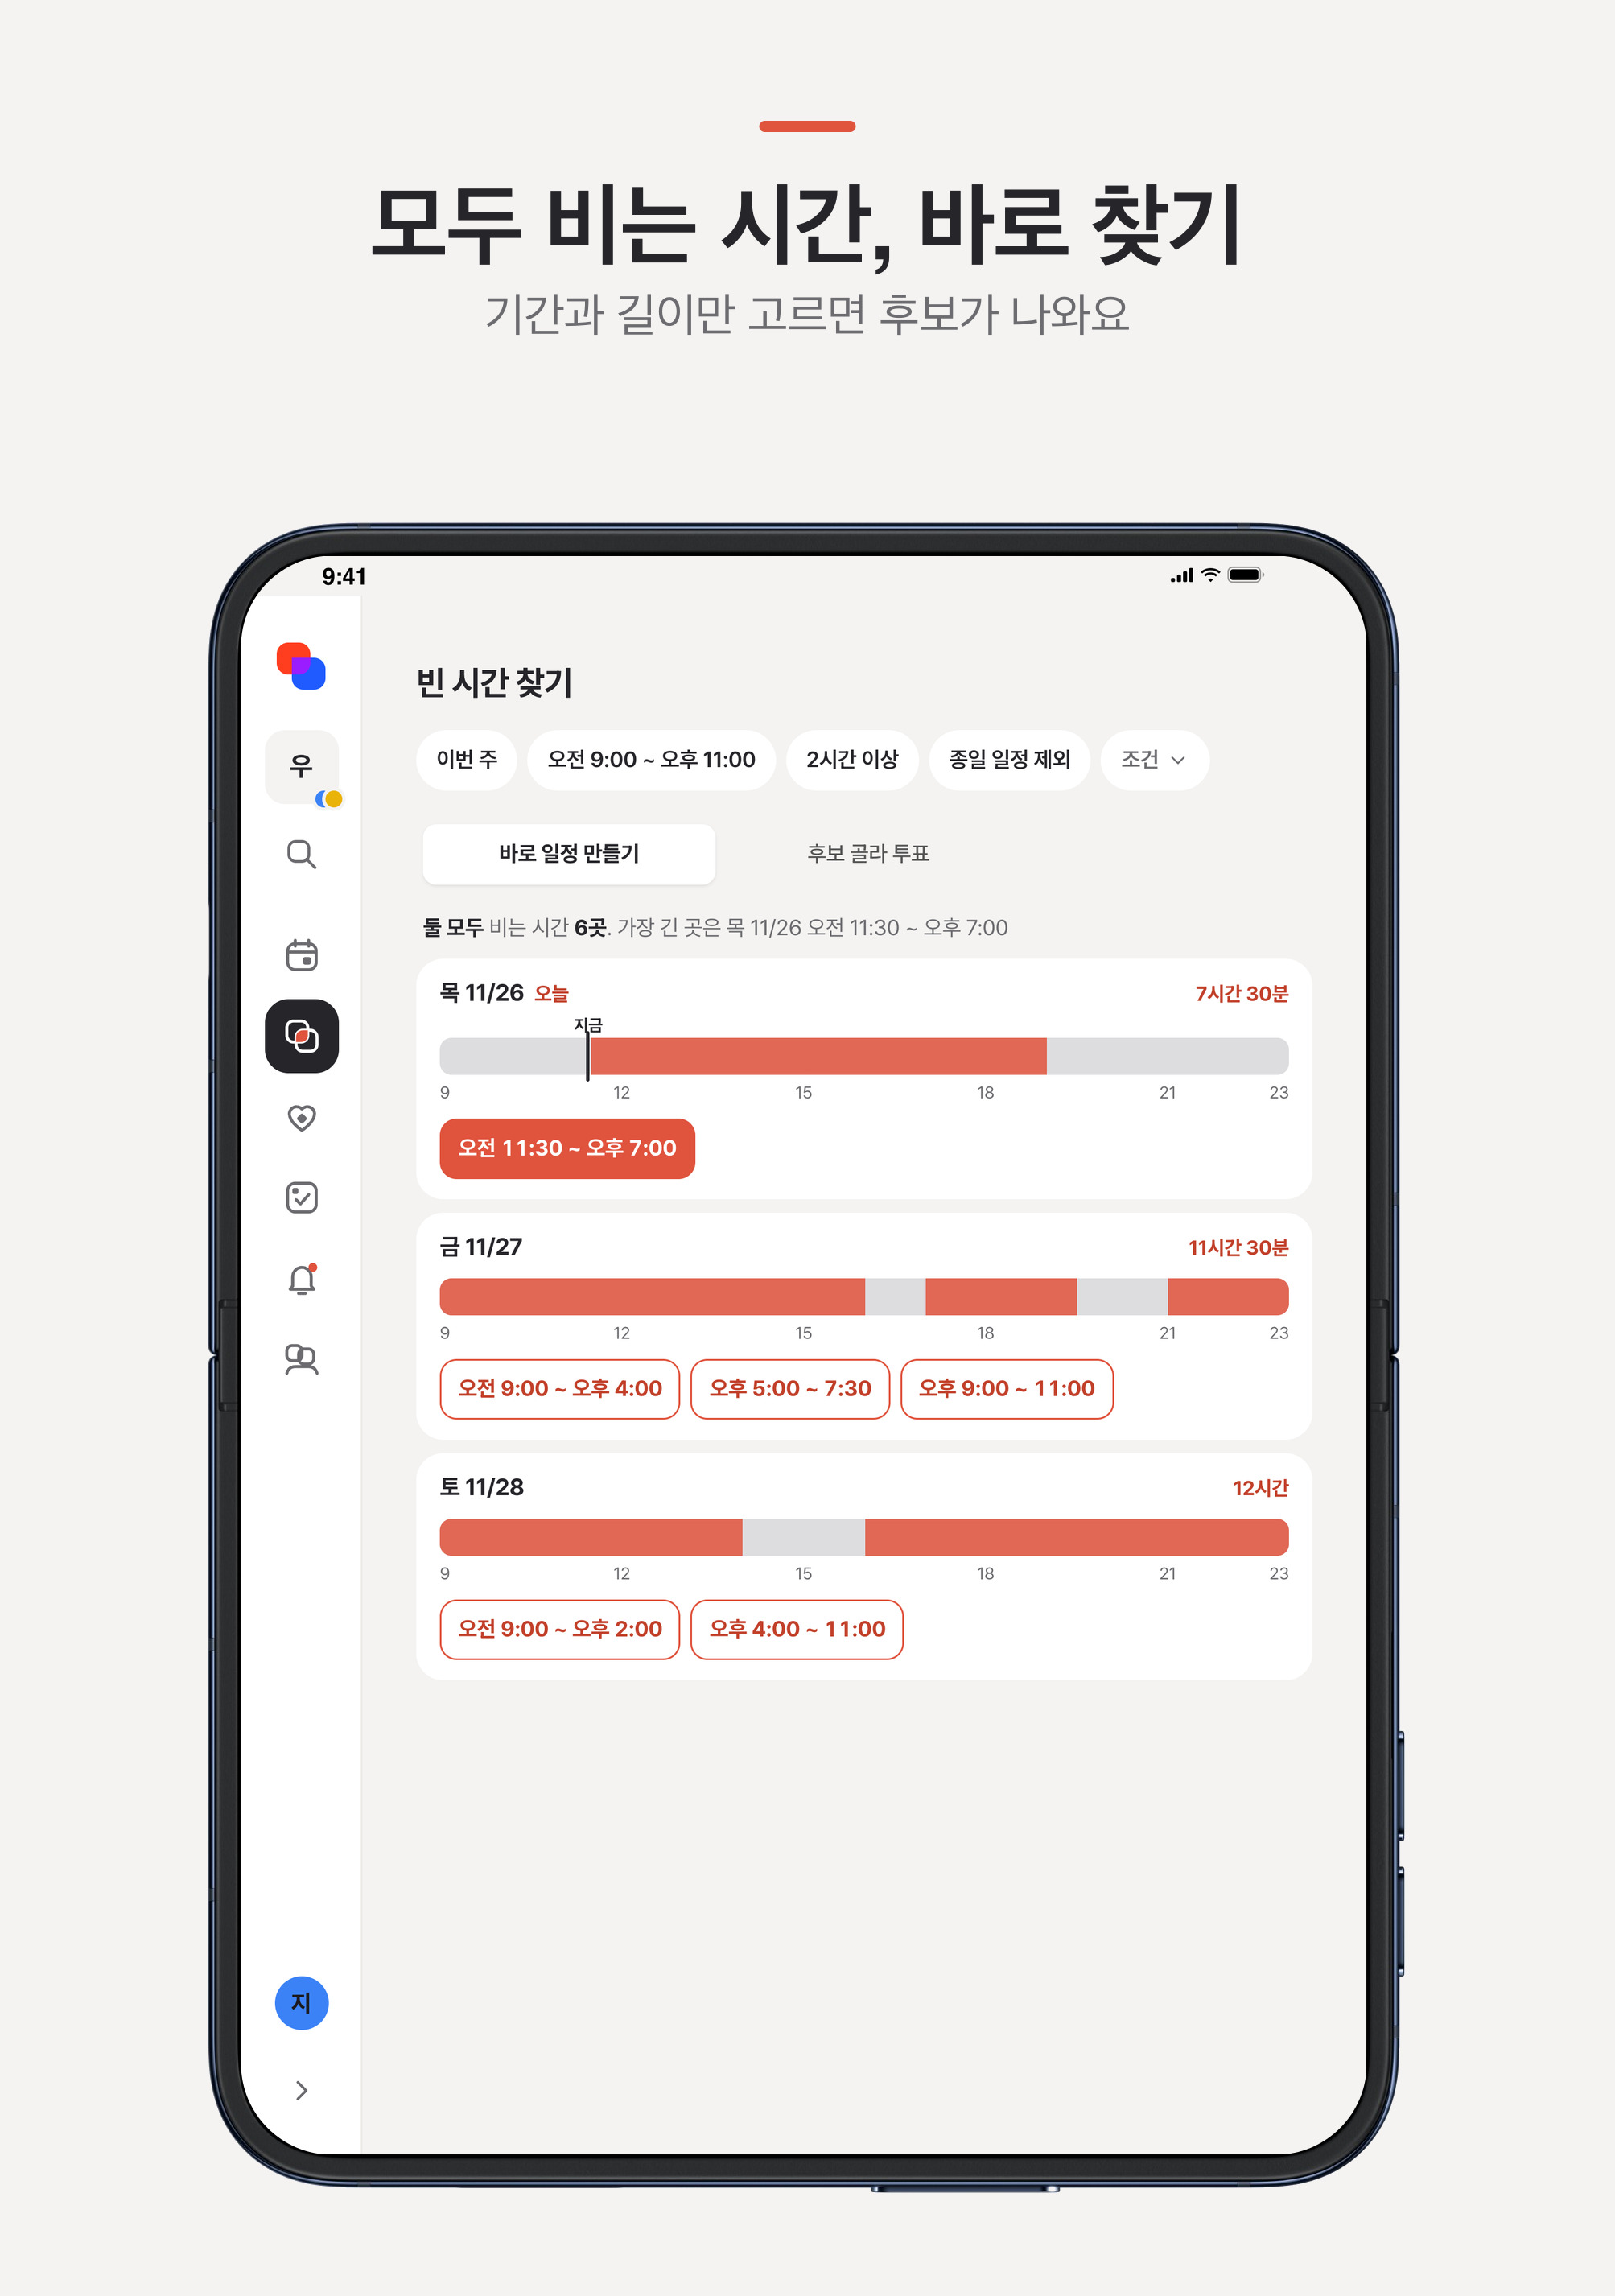 모두 비는 시간, 바로 찾기
기간과 길이만 고르면 후보가 나와요
9:41
우
지
빈 시간 찾기
이번 주 오전 9:00 ~ 오후 11:00 2시간 이상 종일 일정 제외 조건
바로 일정 만들기 후보 골라 투표
둘 모두 비는 시간 6곳. 가장 긴 곳은 목 11/26 오전 11:30 ~ 오후 7:00
목 11/26 오늘 7시간 30분
지금
9 12 15 18 21 23
오전 11:30 ~ 오후 7:00
금 11/27 11시간 30분
9 12 15 18 21 23
오전 9:00 ~ 오후 4:00 오후 5:00 ~ 7:30 오후 9:00 ~ 11:00
토 11/28 12시간
9 12 15 18 21 23
오전 9:00 ~ 오후 2:00 오후 4:00 ~ 11:00